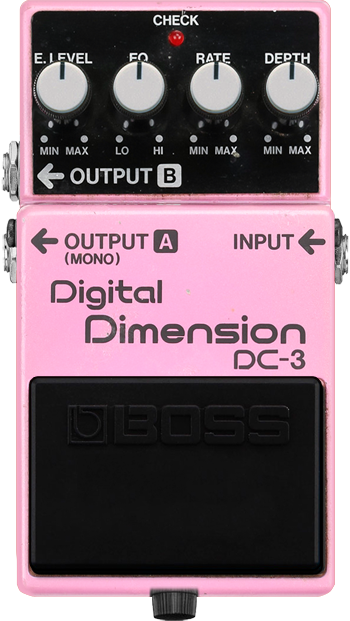 CHECK
E. LEVEL EQ RATE DEPTH
MIN MAX LO HI MIN MAX MIN MAX
← OUTPUT B
← OUTPUT A INPUT ←
(MONO)
Digital
Dimension
DC-3
BOSS